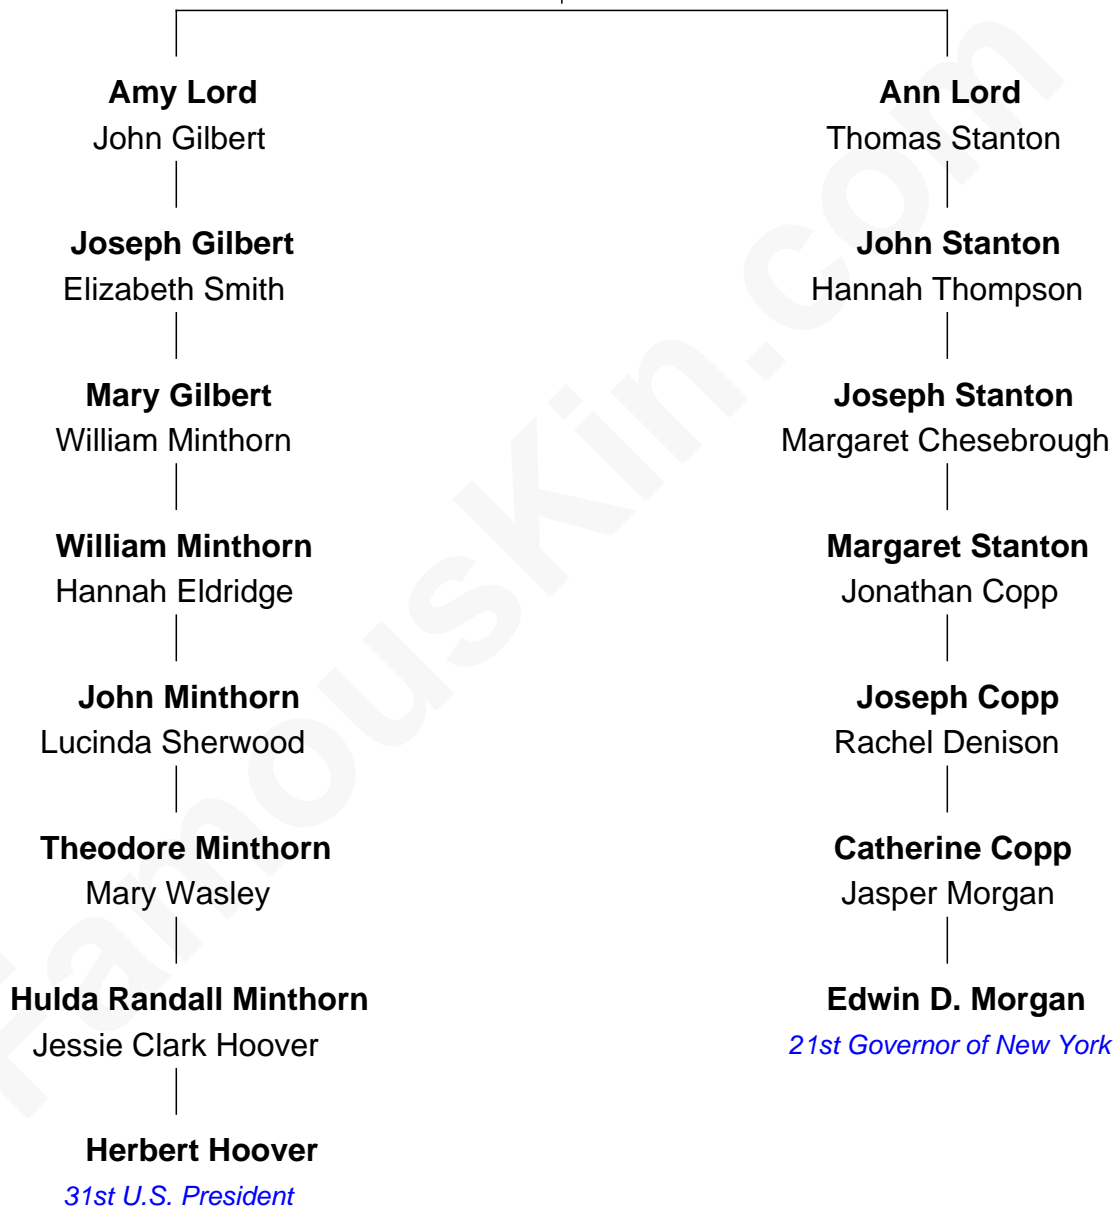 Amy Lord
John Gilbert
Joseph Gilbert
Elizabeth Smith
Mary Gilbert
William Minthorn
William Minthorn
Hannah Eldridge
John Minthorn
Lucinda Sherwood
Theodore Minthorn
Mary Wasley
Hulda Randall Minthorn
Jessie Clark Hoover
Herbert Hoover
31st U.S. President
Ann Lord
Thomas Stanton
John Stanton
Hannah Thompson
Joseph Stanton
Margaret Chesebrough
Margaret Stanton
Jonathan Copp
Joseph Copp
Rachel Denison
Catherine Copp
Jasper Morgan
Edwin D. Morgan
21st Governor of New York
FamousKin.com